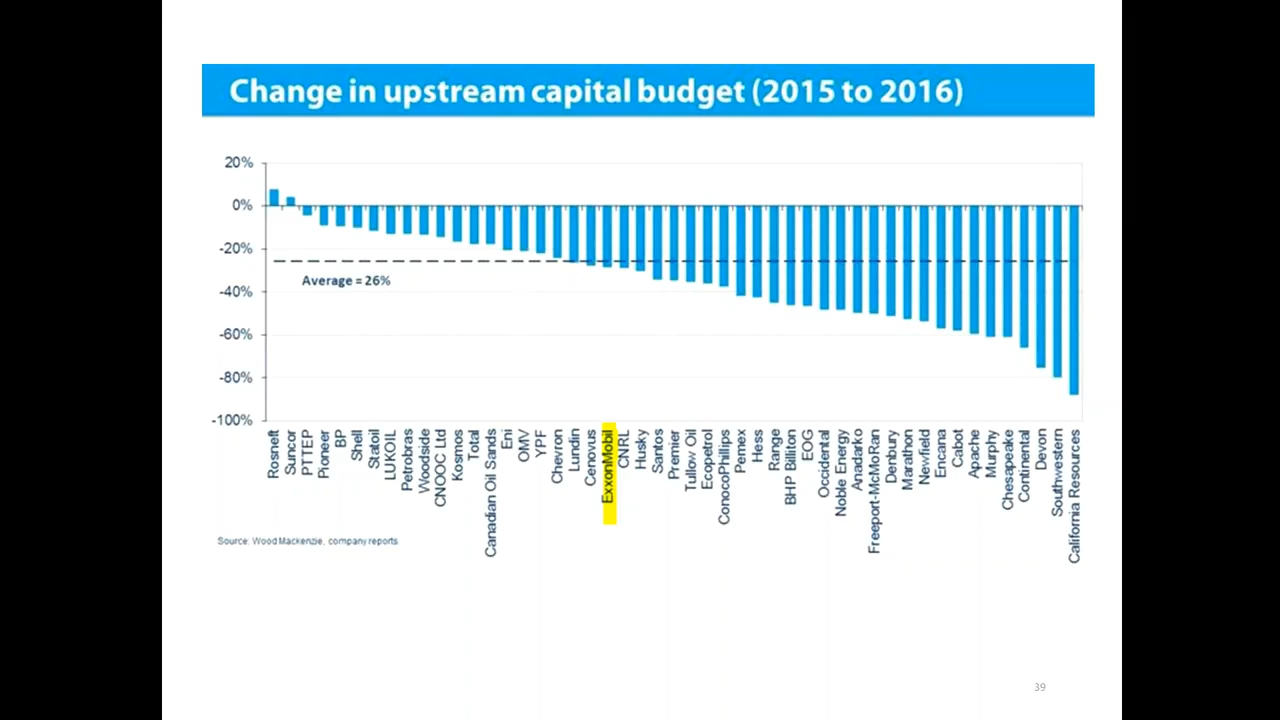 Change in upstream capital budget (2015 to 2016)
20%
0%
-20%
-40%
-60%
-80%
-100%
Average = 26%
Rosneft
Suncor
PTTEP
Pioneer
BP
Shell
Statoil
LUKOIL
Petrobras
Woodside
CNOOC Ltd
Kosmos
Total
Canadian Oil Sands
Eni
OMV
YPF
Chevron
Lundin
Cenovus
ExxonMobil
CNRL
Husky
Santos
Premier
Tullow Oil
Ecopetrol
ConocoPhillips
Pemex
Hess
Range
BHP Billiton
EOG
Occidental
Noble Energy
Anadarko
Freeport-McMoRan
Denbury
Marathon
Newfield
Encana
Cabot
Apache
Murphy
Chesapeake
Continental
Devon
Southwestern
California Resources
Source: Wood Mackenzie, company reports
39